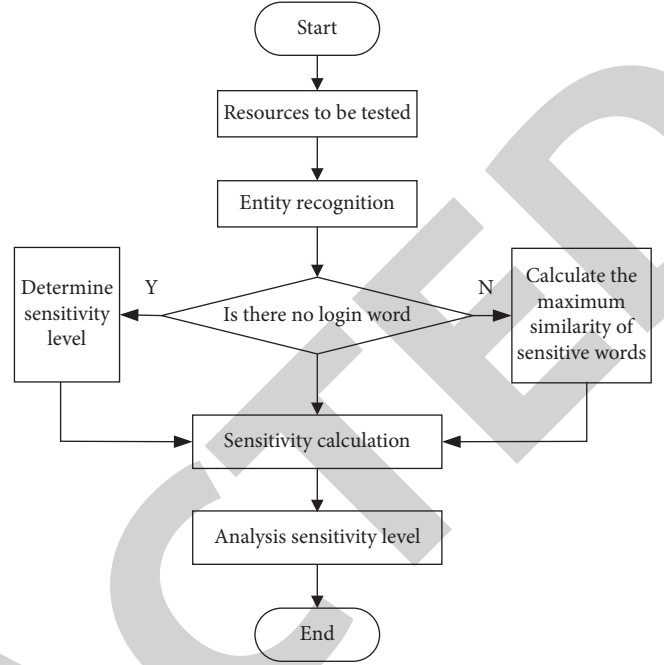 Start
Resources to be tested
Entity recognition
Determine
sensitivity
level
Y
Is there no login word
N
Calculate the
maximum
similarity of
sensitive words
Sensitivity calculation
Analysis sensitivity level
End